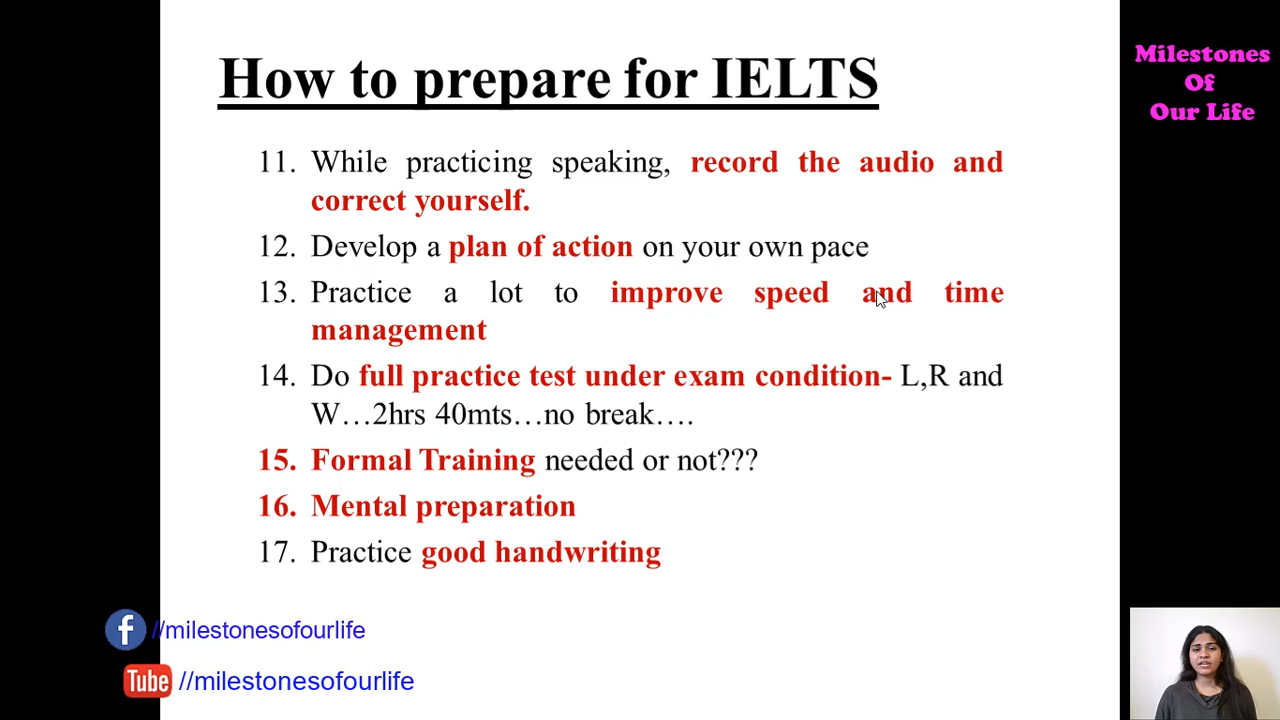 How to prepare for IELTS
Milestones
Of
Our Life
11. While practicing speaking, record the audio and
correct yourself.
12. Develop a plan of action on your own pace
13. Practice a lot to improve speed and time
management
14. Do full practice test under exam condition- L,R and
W…2hrs 40mts…no break….
15. Formal Training needed or not???
16. Mental preparation
17. Practice good handwriting
f //milestonesofourlife
Tube //milestonesofourlife